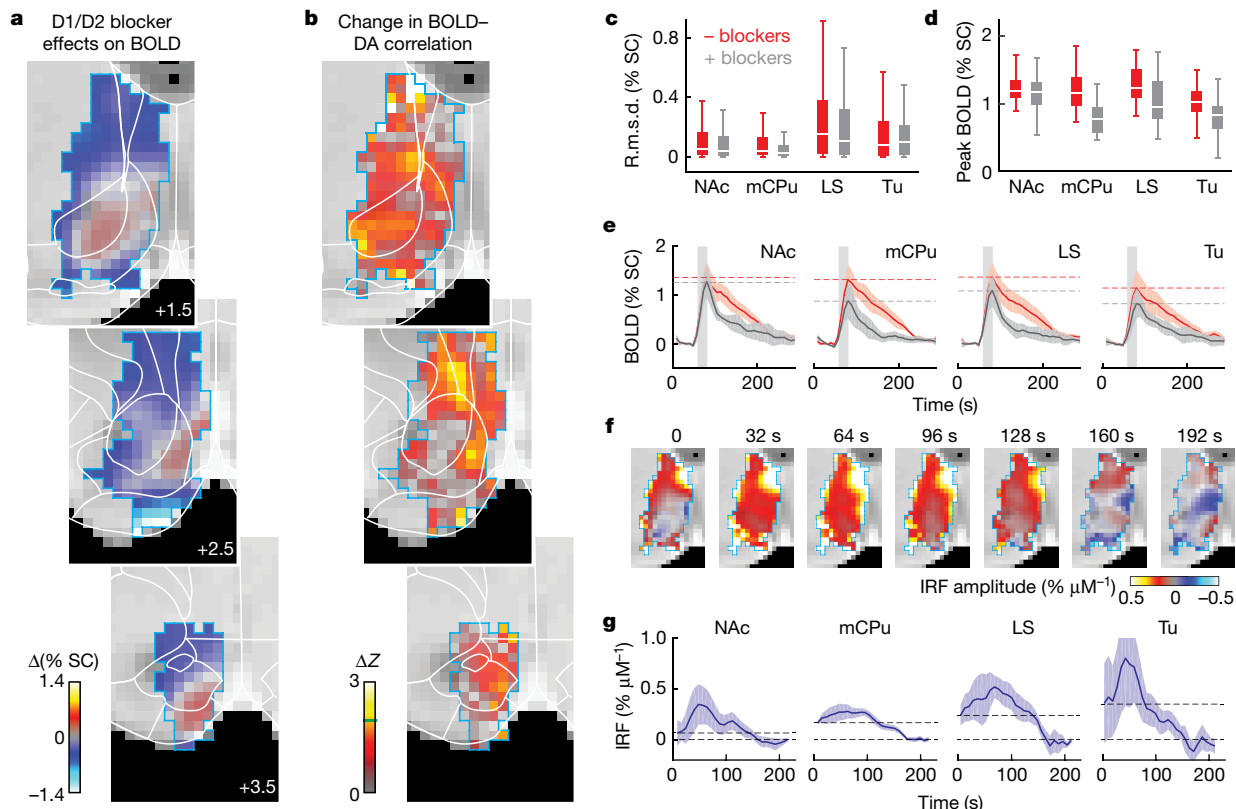 a
D1/D2 blocker
effects on BOLD
+1.5
+2.5
+3.5
Δ(% SC)
1.4
0
−1.4
b
Change in BOLD–
DA correlation
ΔZ
3
0
c
− blockers
+ blockers
R.m.s.d. (% SC)
0.8
0.4
0
NAc mCPu LS Tu
d
Peak BOLD (% SC)
2
1
0
NAc mCPu LS Tu
e
NAc mCPu LS Tu
BOLD (% SC)
2
1
0
0 200 0 200 0 200 0 200
Time (s)
f
0 32 s 64 s 96 s 128 s 160 s 192 s
IRF amplitude (% μM⁻¹)
0.5 0 −0.5
g
NAc mCPu LS Tu
IRF (% μM⁻¹)
1.0
0.5
0
0 100 200 0 100 200 0 100 200 0 100 200
Time (s)